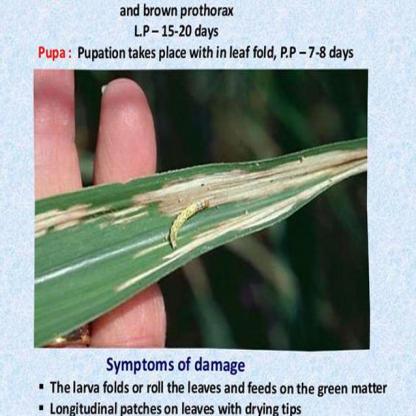 and brown prothorax
L.P – 15-20 days
Pupa : Pupation takes place with in leaf fold, P.P – 7-8 days
Symptoms of damage
▪ The larva folds or roll the leaves and feeds on the green matter
▪ Longitudinal patches on leaves with drying tips